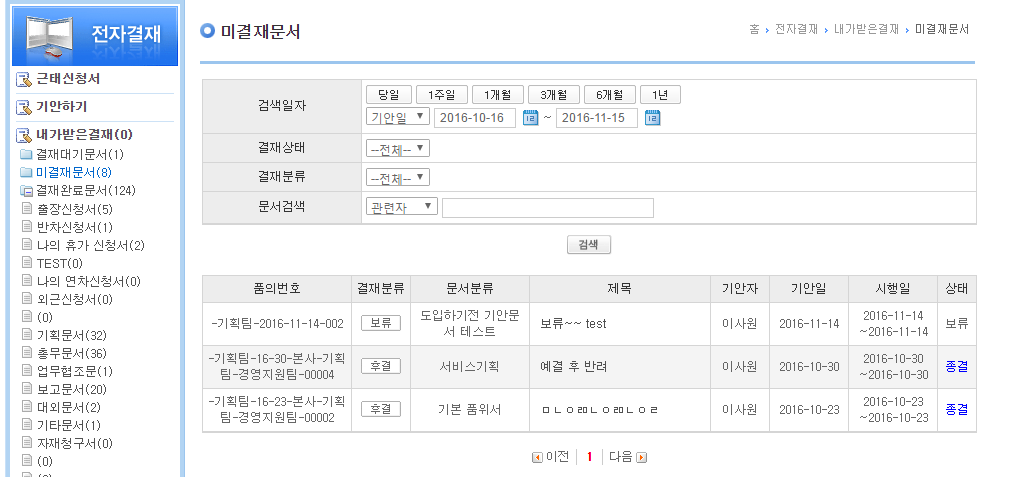 전자결재
근태신청서
기안하기
내가받은결재(0)
결재대기문서(1)
미결재문서(8)
결재완료문서(124)
출장신청서(5)
반차신청서(1)
나의 휴가 신청서(2)
TEST(0)
나의 연차신청서(0)
외근신청서(0)
(0)
기획문서(32)
총무문서(36)
업무협조문(1)
보고문서(20)
대외문서(2)
기타문서(1)
자재청구서(0)
(0)
미결재문서
홈 › 전자결재 › 내가받은결재 › 미결재문서
검색일자
당일 1주일 1개월 3개월 6개월 1년
기안일 2016-10-16 ~ 2016-11-15
결재상태 --전체--
결재분류 --전체--
문서검색 관련자
검색
품의번호 결재분류 문서분류 제목 기안자 기안일 시행일 상태
-기획팀-2016-11-14-002 보류 도입하기전 기안문서 테스트 보류~~ test 이사원 2016-11-14 2016-11-14 ~2016-11-14 보류
-기획팀-16-30-본사-기획팀-경영지원팀-00004 후결 서비스기획 예결 후 반려 이사원 2016-10-30 2016-10-30 ~2016-10-30 종결
-기획팀-16-23-본사-기획팀-경영지원팀-00002 후결 기본 품위서 ㅁㄴㅇㄻㄴㅇㄻㄴㅇㄹ 이사원 2016-10-23 2016-10-23 ~2016-10-23 종결
이전 1 다음